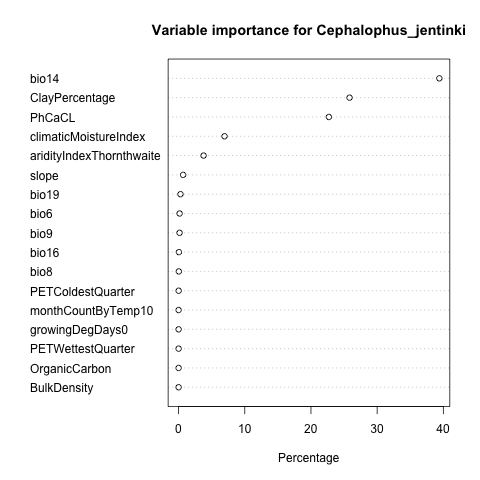 Variable importance for Cephalophus_jentinki
bio14
ClayPercentage
PhCaCL
climaticMoistureIndex
aridityIndexThornthwaite
slope
bio19
bio6
bio9
bio16
bio8
PETColdestQuarter
monthCountByTemp10
growingDegDays0
PETWettestQuarter
OrganicCarbon
BulkDensity
0 10 20 30 40
Percentage